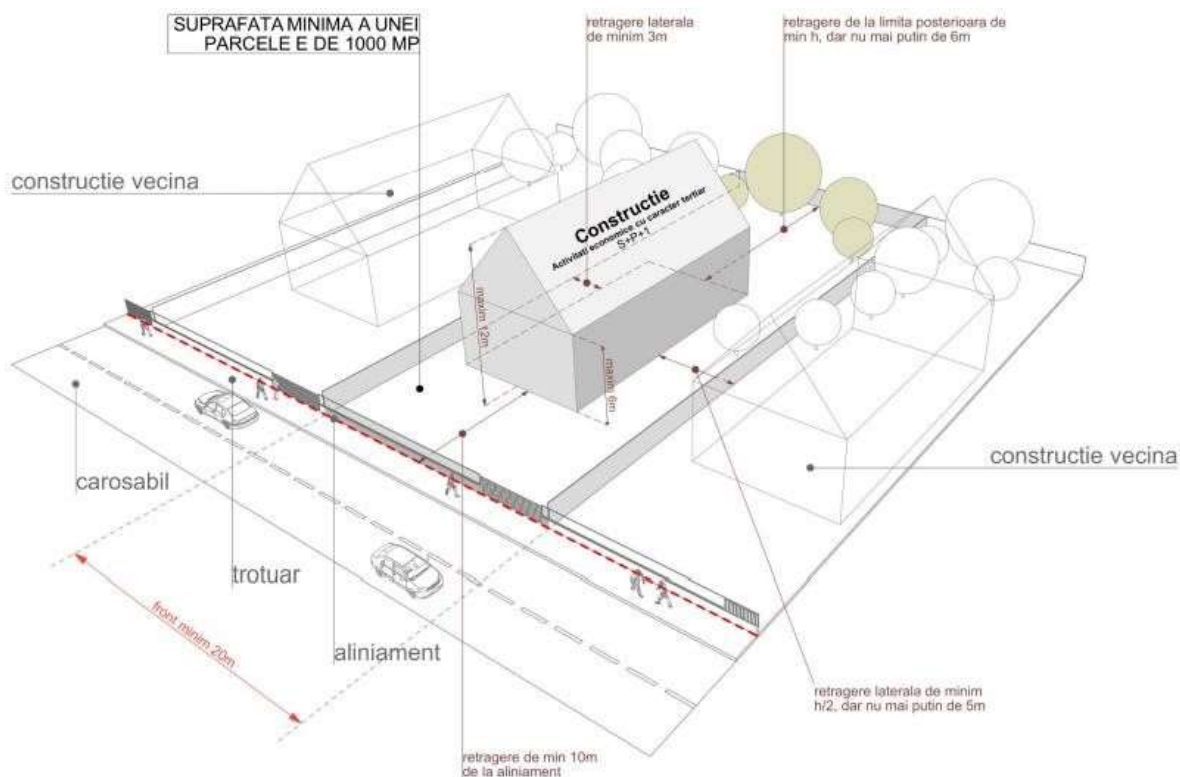 SUPRAFATA MINIMA A UNEI
PARCELE E DE 1000 MP
retragere laterala
de minim 3m
retragere de la limita posterioara de
min h, dar nu mai putin de 6m
constructie vecina
Constructie
Activitati economice cu caracter tertiar
S+P+1
maxim 12m
maxim 6m
constructie vecina
carosabil
trotuar
aliniament
front minim 20m
retragere laterala de minim
h/2, dar nu mai putin de 5m
retragere de min 10m
de la aliniament